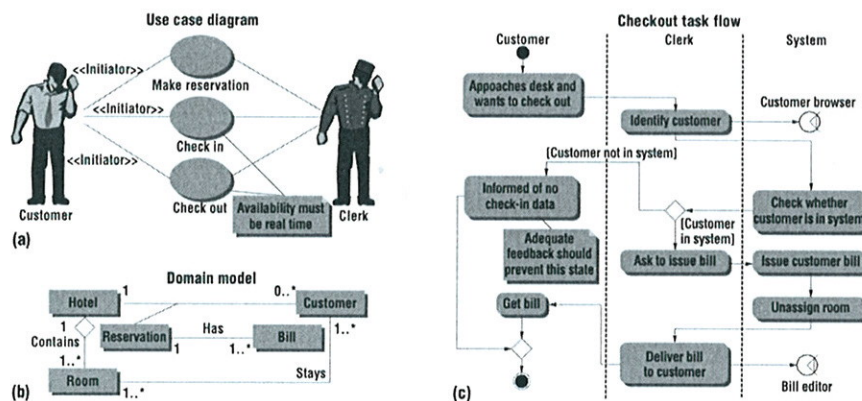 Use case diagram
<<Initiator>>
Make reservation
<<Initiator>>
Check in
<<Initiator>>
Check out
Customer
Clerk
Availability must
be real time
(a)
Domain model
Hotel
1
0..*
Customer
1
Contains
1..*
Reservation
1
Has
1..*
Bill
1..*
Room
1..*
Stays
(b)
Checkout task flow
Customer
Clerk
System
Appoaches desk and
wants to check out
Identify customer
Customer browser
[Customer not in system]
Informed of no
check-in data
Check whether
customer is in system
[Customer
in system]
Adequate
feedback should
prevent this state
Ask to issue bill
Issue customer bill
Get bill
Unassign room
Deliver bill
to customer
Bill editor
(c)